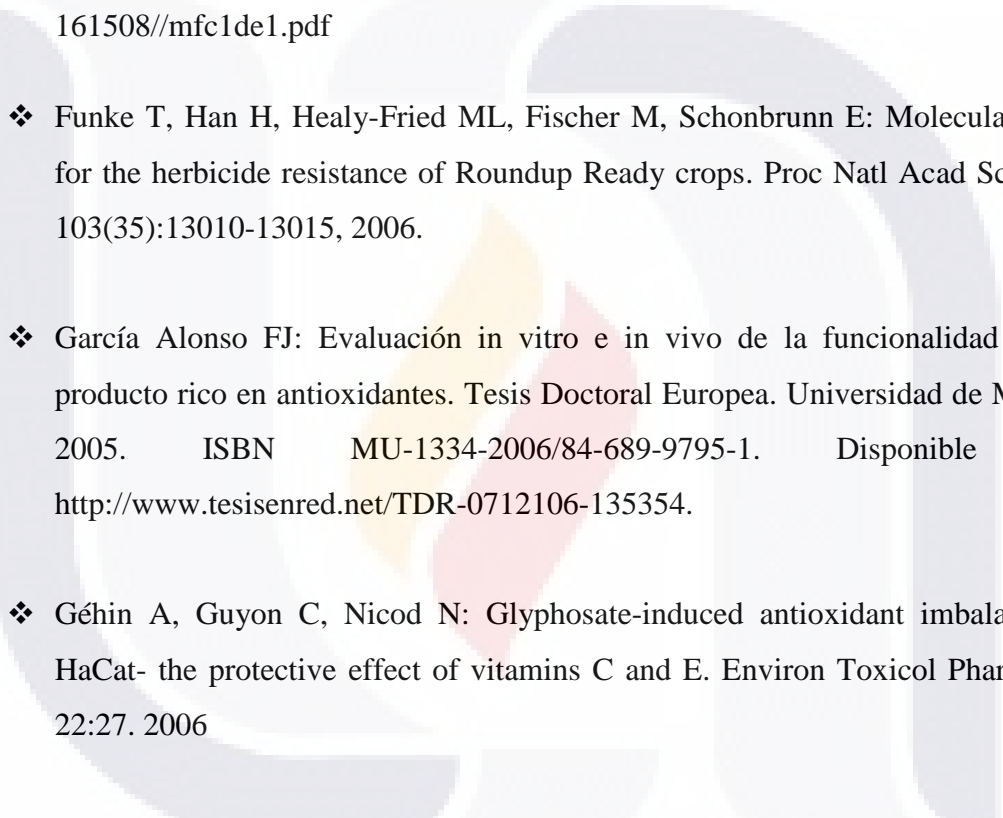 161508//mfc1de1.pdf
❖ Funke T, Han H, Healy-Fried ML, Fischer M, Schonbrunn E:
for the herbicide resistance of Roundup Ready crops. Proc Natl Acad
103(35):13010-13015, 2006.
❖ García Alonso FJ: Evaluación in vitro e in vivo de la funcionalidad
producto rico en antioxidantes. Tesis Doctoral Europea. Universidad de
2005. ISBN MU-1334-2006/84-689-9795-1. Disponible
http://www.tesisenred.net/TDR-0712106-135354.
❖ Géhin A, Guyon C, Nicod N: Glyphosate-induced antioxidant
HaCat- the protective effect of vitamins C and E. Environ Toxicol
22:27. 2006